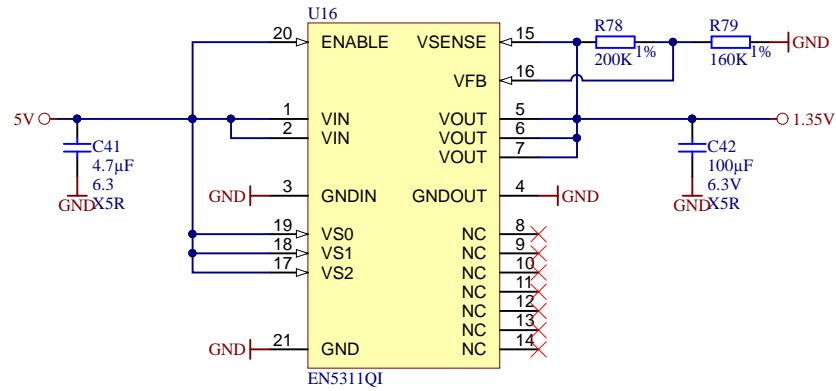 U16
20 ENABLE VSENSE 15 R78 R79 GND
200K 1% 160K 1%
VFB 16
5V 1 VIN VOUT 5 1.35V
2 VIN VOUT 6
VOUT 7
C41 C42
4.7µF 100µF
6.3 6.3V
X5R X5R
GND GND
GND 3 GNDIN GNDOUT 4 GND
19 VS0 NC 8
18 VS1 NC 9
17 VS2 NC 10
NC 11
NC 12
NC 13
GND 21 GND NC 14
EN5311QI